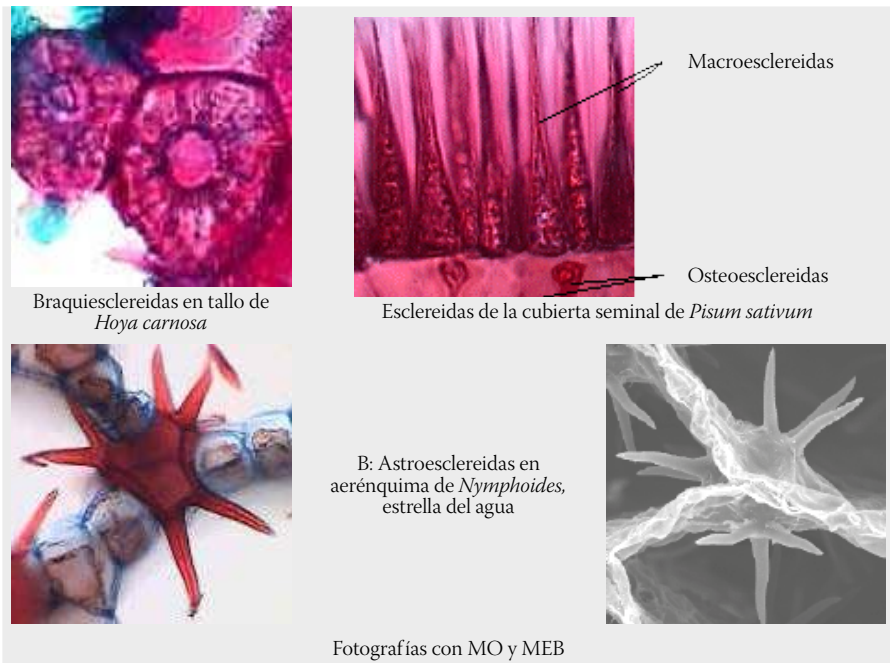 Macroesclereidas
Osteoesclereidas
Braquiesclereidas en tallo de
Hoya carnosa
Esclereidas de la cubierta seminal de Pisum sativum
B: Astroesclereidas en
aerénquima de Nymphoides,
estrella del agua
Fotografías con MO y MEB